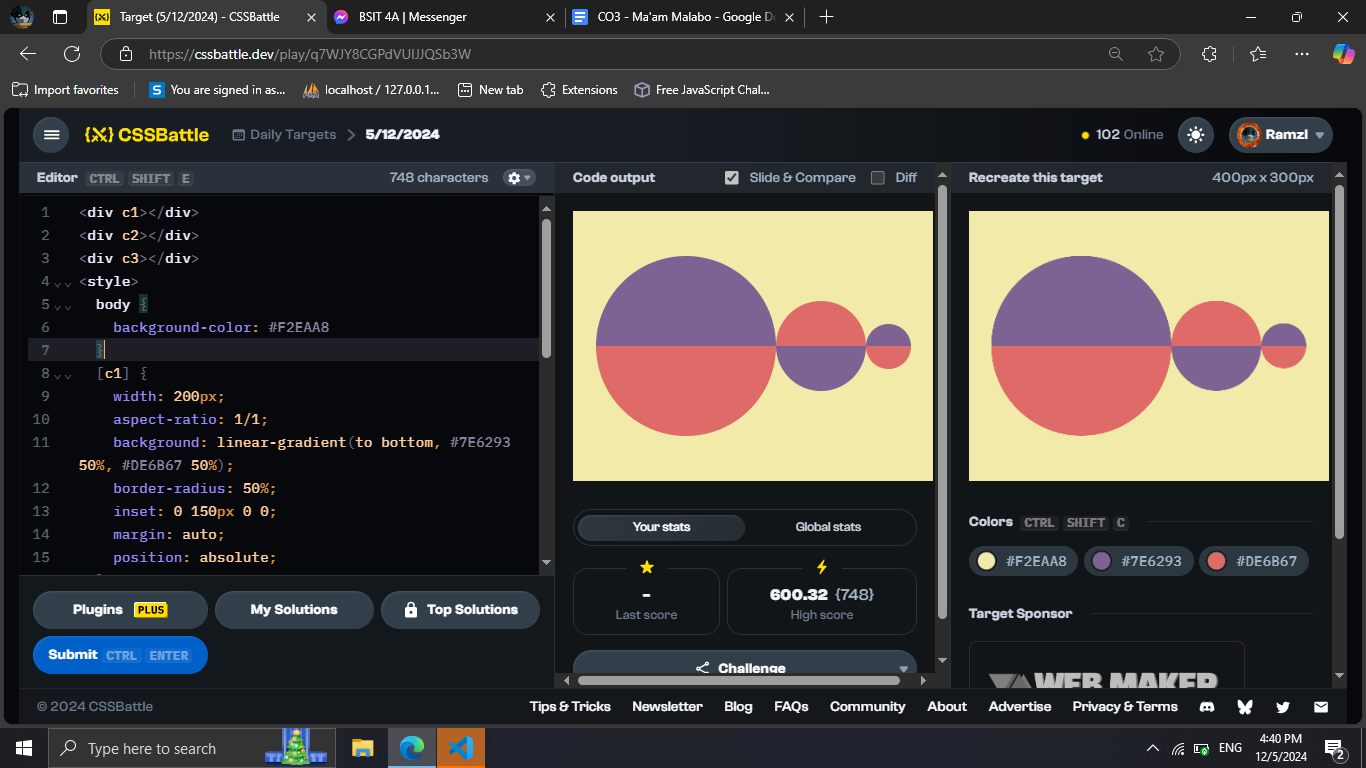 Target (5/12/2024) - CSSBattle
BSIT 4A | Messenger
CO3 - Ma'am Malabo - Google Do
https://cssbattle.dev/play/q7WJY8CGPdVUIJJQSb3W
Import favorites
You are signed in as...
localhost / 127.0.0.1...
New tab
Extensions
Free JavaScript Chal...
{X} CSSBattle
Daily Targets > 5/12/2024
102 Online
Ramzl
Editor CTRL SHIFT E
748 characters
Code output
Slide & Compare
Diff
Recreate this target
400px x 300px
1 <div c1></div>
2 <div c2></div>
3 <div c3></div>
4 <style>
5 body {
6 background-color: #F2EAA8
7 }
8 [c1] {
9 width: 200px;
10 aspect-ratio: 1/1;
11 background: linear-gradient(to bottom, #7E6293
50%, #DE6B67 50%);
12 border-radius: 50%;
13 inset: 0 150px 0 0;
14 margin: auto;
15 position: absolute;
Plugins PLUS
My Solutions
Top Solutions
Submit CTRL ENTER
Your stats
Global stats
-
Last score
600.32 {748}
High score
Challenge
Colors CTRL SHIFT C
#F2EAA8
#7E6293
#DE6B67
Target Sponsor
WEB MAKER
© 2024 CSSBattle
Tips & Tricks
Newsletter
Blog
FAQs
Community
About
Advertise
Privacy & Terms
Type here to search
ENG
4:40 PM
12/5/2024
2